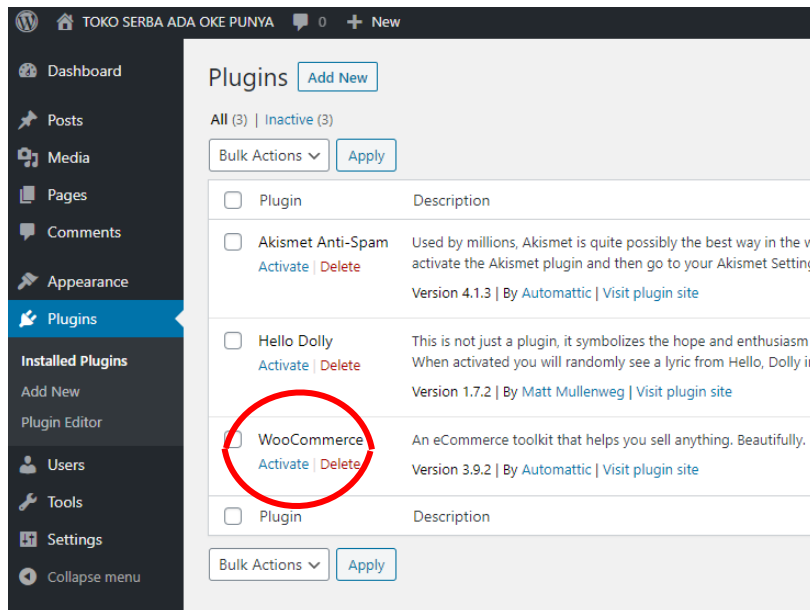 TOKO SERBA ADA OKE PUNYA 0 New
Dashboard
Posts
Media
Pages
Comments
Appearance
Plugins
Installed Plugins
Add New
Plugin Editor
Users
Tools
Settings
Collapse menu
Plugins Add New
All (3) | Inactive (3)
Bulk Actions Apply
Plugin Description
Akismet Anti-Spam Used by millions, Akismet is quite possibly the best way in the
Activate | Delete activate the Akismet plugin and then go to your Akismet
Version 4.1.3 | By Automattic | Visit plugin site
Hello Dolly This is not just a plugin, it symbolizes the hope and enthusiasm
Activate | Delete When activated you will randomly see a lyric from Hello, Dolly
Version 1.7.2 | By Matt Mullenweg | Visit plugin site
WooCommerce An eCommerce toolkit that helps you sell anything. Beautifully.
Activate | Delete Version 3.9.2 | By Automattic | Visit plugin site
Plugin Description
Bulk Actions Apply